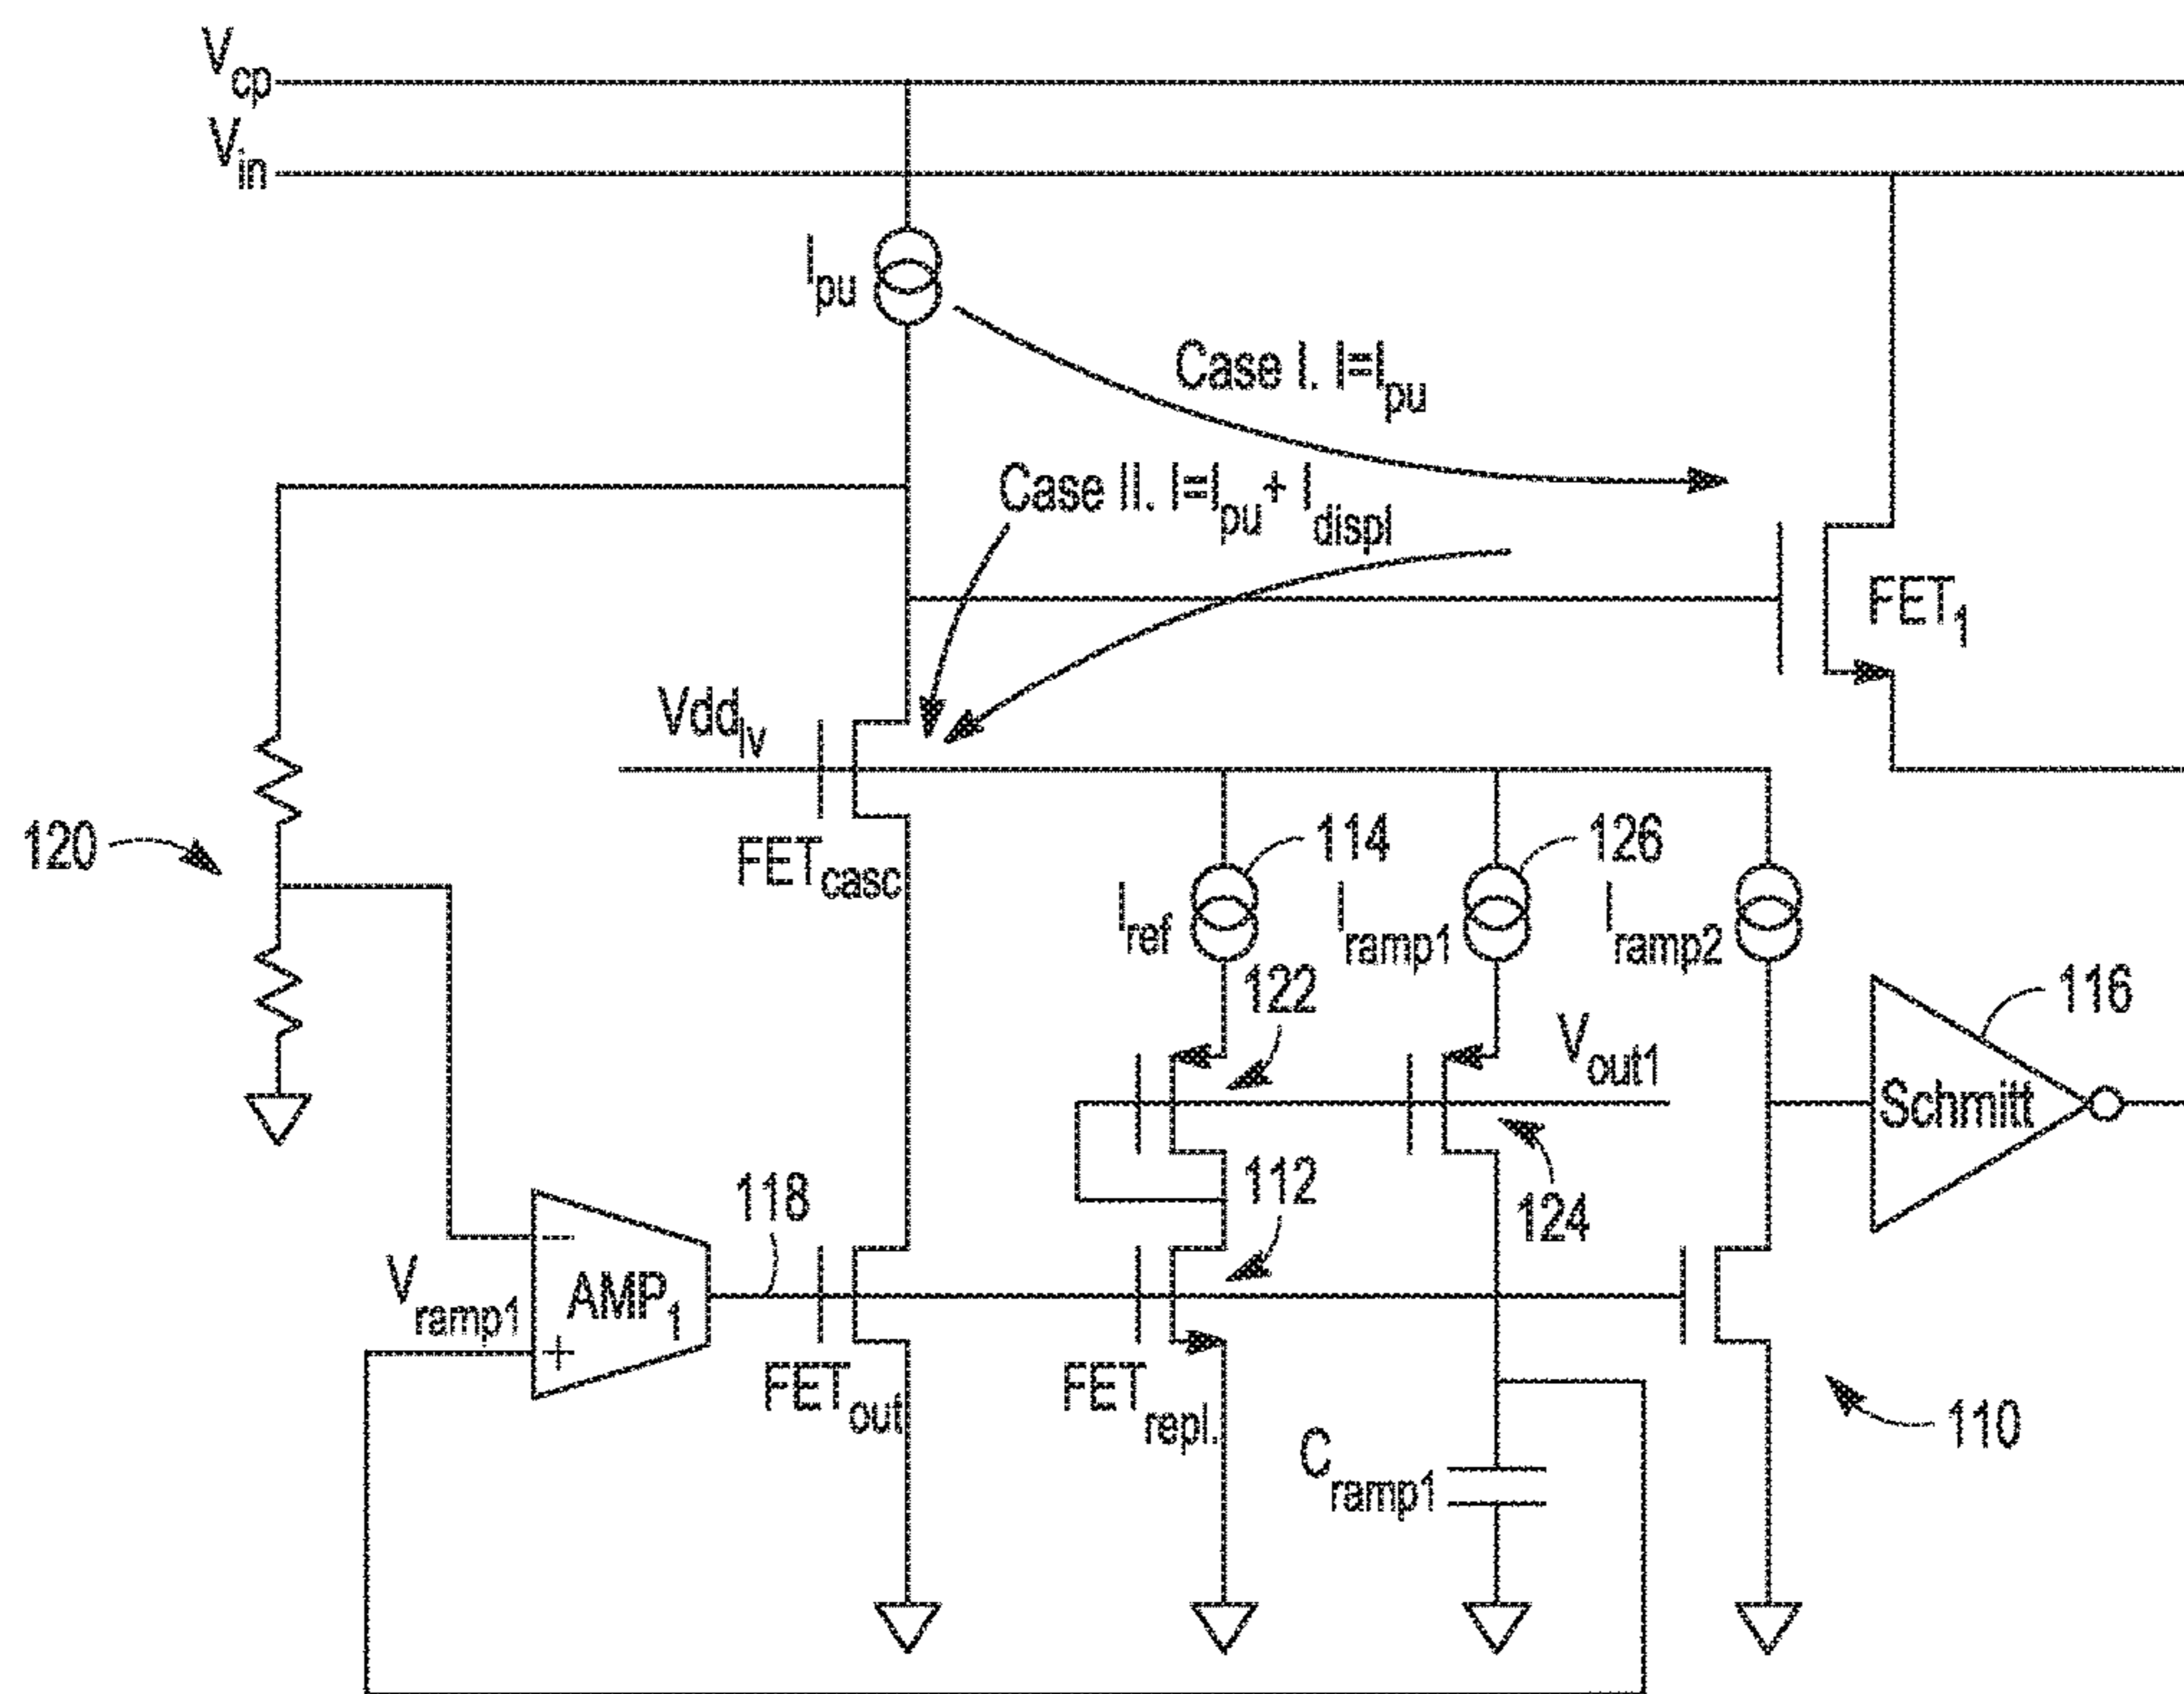 Vcp
Vin
Ipu
Case I. I=Ipu
Case II. I=Ipu + Idispl
FET1
Vddlv
120
FETcasc
114
126
Iref
Iramp1
Iramp2
122
Vout1
116
Schmitt
112
124
118
Vramp1
−
AMP1
+
FETout
FETrepl.
Cramp1
110